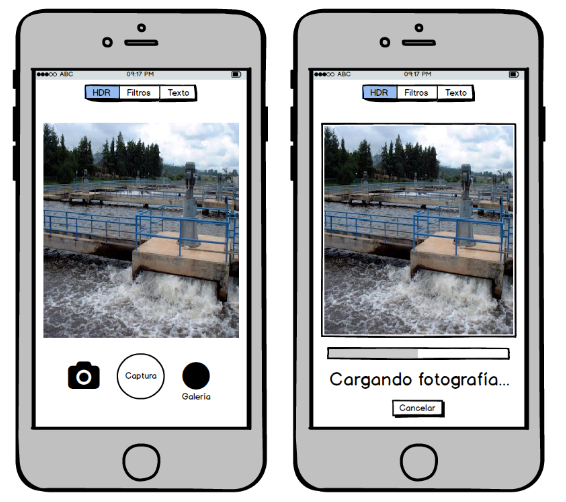 ABC 09:17 PM
HDR Filtros Texto
Captura
Galería
ABC 09:17 PM
HDR Filtros Texto
Cargando fotografía...
Cancelar